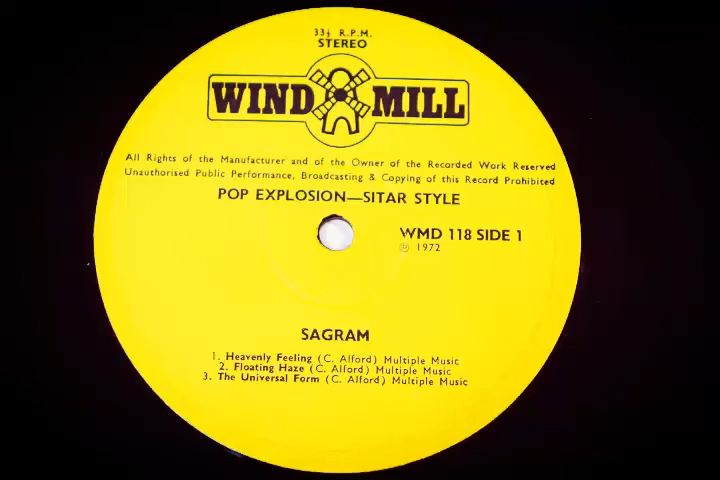 33⅓ R.P.M.
STEREO
WIND MILL
All Rights of the Manufacturer and of the Owner of the Recorded Work Reserved
Unauthorised Public Performance, Broadcasting & Copying of this Record Prohibited
POP EXPLOSION—SITAR STYLE
WMD 118 SIDE 1
℗ 1972
SAGRAM
1. Heavenly Feeling (C. Alford) Multiple Music
2. Floating Haze (C. Alford) Multiple Music
3. The Universal Form (C. Alford) Multiple Music